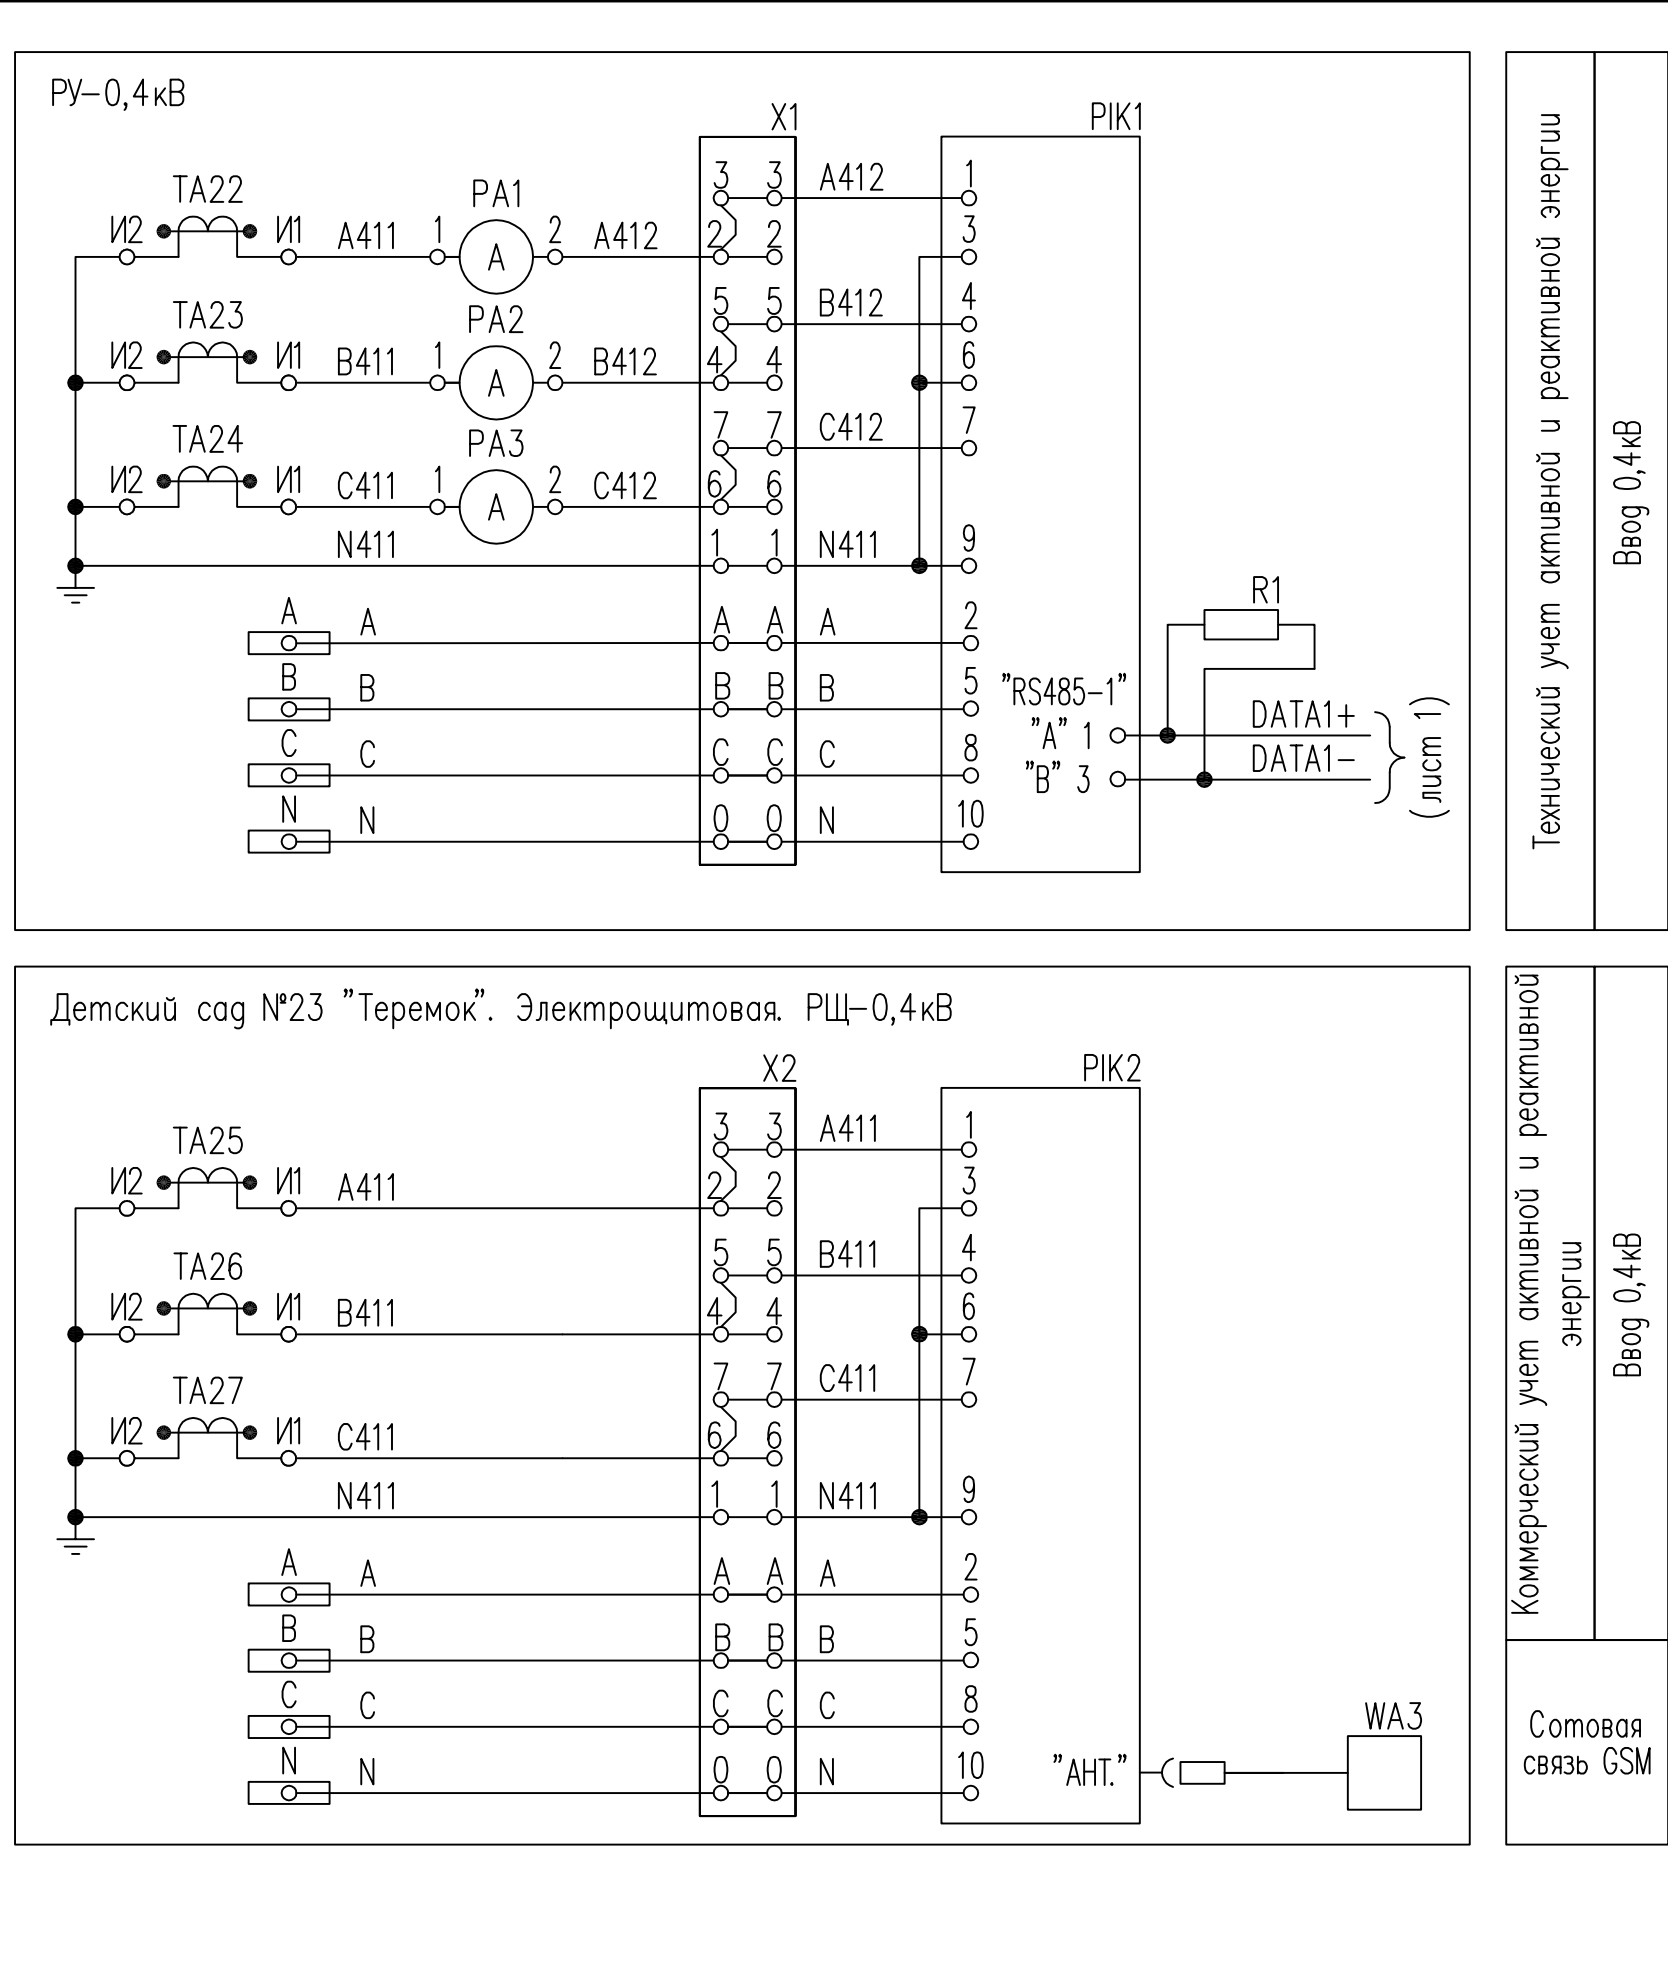 РУ-0,4кВ
X1
PIK1
3 3 A412 1
TA22
PA1
И2 И1 A411 1 A 2 A412 2 2 3
5 5 B412 4
TA23
PA2
И2 И1 B411 1 A 2 B412 4 4 6
7 7 C412 7
TA24
PA3
И2 И1 C411 1 A 2 C412 6 6
N411 1 1 N411 9
R1
A A A A A 2
B B B B B 5
"RS485-1"
"A" 1 DATA1+
C C C C C 8
"B" 3 DATA1-
(лист 1)
N N 0 0 N 10
Технический учет активной и реактивной энергии
Ввод 0,4кВ
Детский сад №23 "Теремок". Электрощитовая. РЩ-0,4кВ
X2
PIK2
3 3 A411 1
TA25
И2 И1 A411 2 2 3
5 5 B411 4
TA26
И2 И1 B411 4 4 6
7 7 C411 7
TA27
И2 И1 C411 6 6
N411 1 1 N411 9
A A A A A 2
B B B B B 5
C C C C C 8
WA3
N N 0 0 N 10 "АНТ."
Коммерческий учет активной и реактивной
энергии
Ввод 0,4кВ
Сотовая
связь GSM